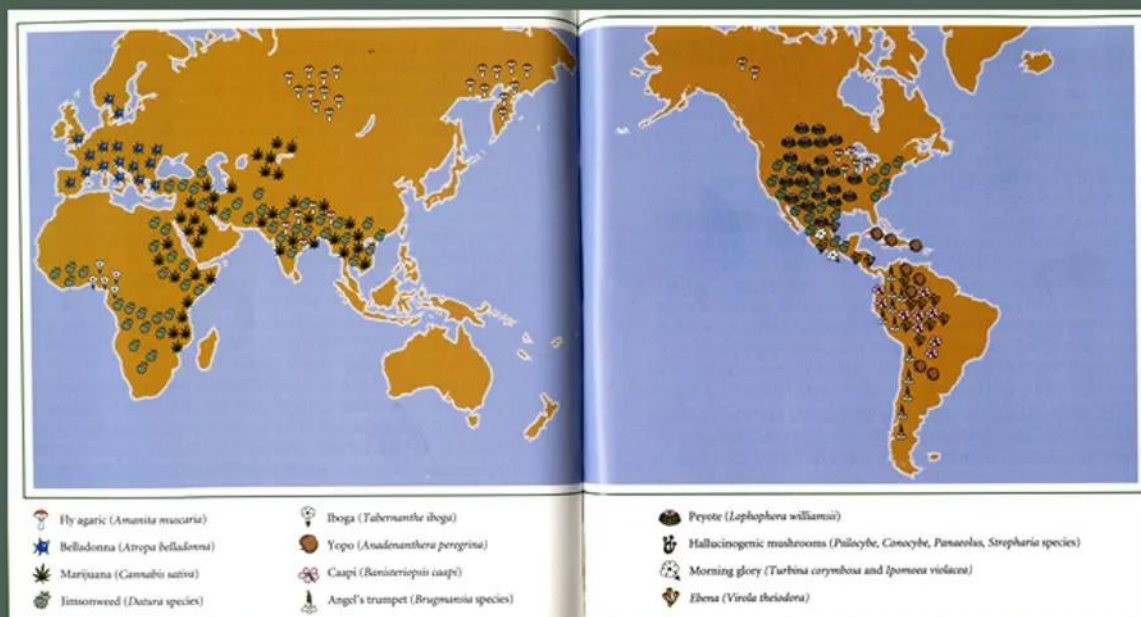 Fly agaric (Amanita muscaria)
Belladonna (Atropa belladonna)
Marijuana (Cannabis sativa)
Jimsonweed (Datura species)
Iboga (Tabernanthe iboga)
Yopo (Anadenanthera peregrina)
Caapi (Banisteriopsis caapi)
Angel's trumpet (Brugmansia species)
Peyote (Lophophora williamsii)
Hallucinogenic mushrooms (Psilocybe, Conocybe, Panaeolus, Stropharia species)
Morning glory (Turbina corymbosa and Ipomoea violacea)
Ebena (Virola theiodora)